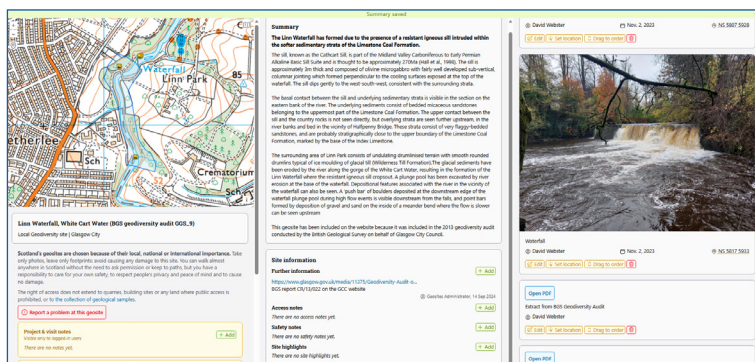 Summary saved
Waterfall
Linn Park
85
etherlee
Sch
Sch
Crematorium
Linn Waterfall, White Cart Water (BGS geodiversity audit GGS_9)
Local Geodiversity site | Glasgow City
Scotland's geosites are chosen because of their local, national or international importance. Take
only photos, leave only footprints avoid causing any damage to this site. You can walk almost
anywhere in Scotland without the need to ask permission or keep to paths, but you have a
responsibility to care for your own safety, to respect people's privacy and peace of mind and to cause
no damage.
The right of access does not extend to quarries, building sites or any land where public access is
prohibited, or to the collection of geological samples.
Report a problem at this geosite
Project & visit notes
Visible only to logged-in users
+ Add
There are no visit notes yet.
Summary
The Linn Waterfall has formed due to the presence of a resistant igneous sill intruded within
the softer sedimentary strata of the Limestone Coal Formation.
The sill, known as the Cathcart Sill, is part of the Midland Valley Carboniferous to Early Permian
Alkaline Basic Sill Suite and is thought to be approximately 270Ma (Hall et al., 1998). The sill is
approximately 3m thick and composed of olivine microgabbro with fairly well developed sub-vertical,
columnar jointing which formed perpendicular to the cooling surfaces exposed at the top of the
waterfall. The sill dips gently to the west-south-west, consistent with the surrounding strata.
The basal contact between the sill and underlying sedimentary strata is visible in the section on the
eastern bank of the river. The underlying sediments consist of bedded micaceous sandstones
belonging to the uppermost part of the Limestone Coal Formation. The upper contact between the
sill and the country rocks is not seen directly, but overlying strata are seen further upstream, in the
river banks and bed in the vicinity of Halfpenny Bridge. These strata consist of very flaggy-bedded
sandstones, and are probably stratigraphically close to the upper boundary of the Limestone Coal
Formation, marked by the base of the Index Limestone.
The surrounding area of Linn Park consists of undulating drumlinised terrain with smooth rounded
drumlins typical of ice moulding of glacial till (Wilderness Till Formation).The glacial sediments have
been eroded by the river along the gorge of the White Cart Water, resulting in the formation of the
Linn Waterfall where the resistant igneous sill cropsout. A plunge pool has been excavated by river
erosion at the base of the waterfall. Depositional features associated with the river in the vicinity of
the waterfall can also be seen. A 'push bar' of boulders deposited at the downstream edge of the
waterfall plunge pool during high flow events is visible downstream from the falls, and point bars
formed by deposition of gravel and sand on the inside of a meander bend where the flow is slower
can be seen upstream
This geosite has been included on the website because it was included in the 2013 geodiversity audit
conducted by the British Geological Survey on behalf of Glasgow City Council.
Site information
Further information
+ Add
https://www.glasgow.gov.uk/media/11375/Geodiversity-Audit-o...
BGS report CR/13/022 on the GCC website
Geosites Administrator, 14 Sep 2024
Access notes
+ Add
There are no access notes yet.
Safety notes
+ Add
There are no safety notes yet.
Site highlights
+ Add
There are no site highlights yet.
David Webster
Nov. 2, 2023
NS 5807 5928
Edit
Set location
Drag to order
Waterfall
David Webster
Nov. 2, 2023
NS 5817 5933
Edit
Set location
Drag to order
Open PDF
Extract from BGS Geodiversity Audit
David Webster
Edit
Set location
Drag to order
Open PDF